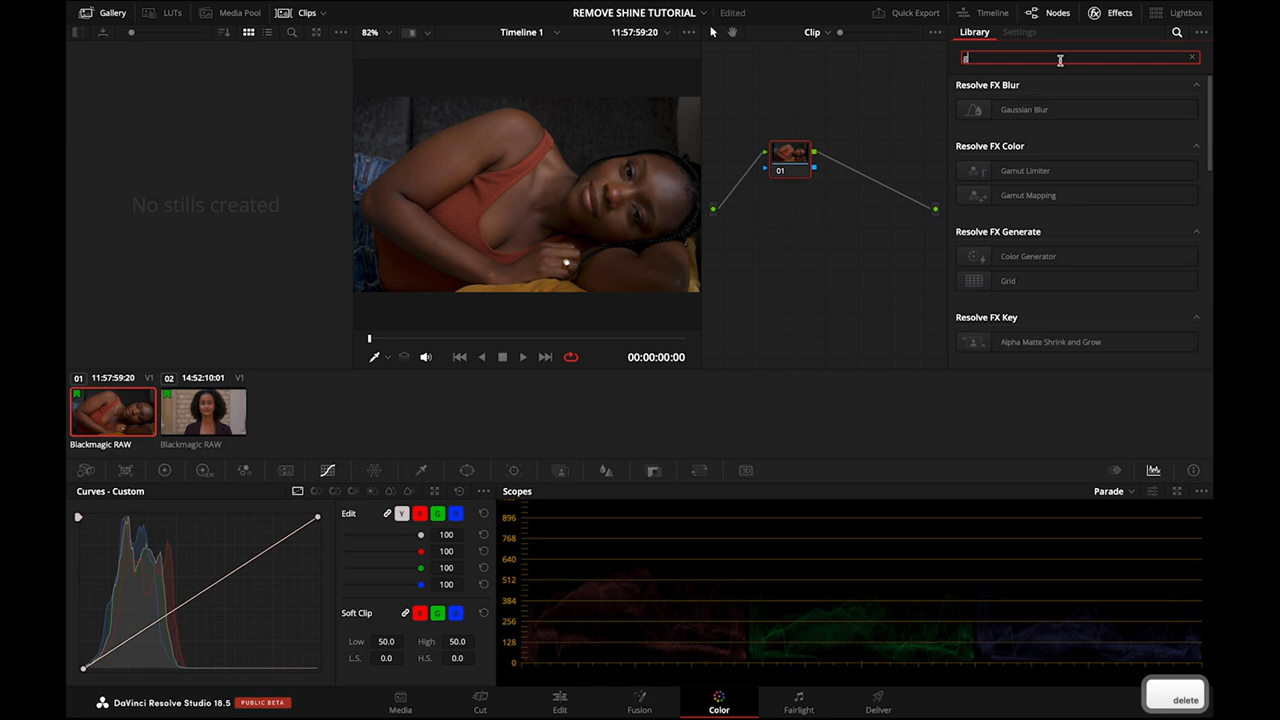 Gallery LUTs Media Pool Clips REMOVE SHINE TUTORIAL Edited Quick Export Timeline Nodes Effects Lightbox
82% Timeline 1 11:57:59:20 Clip Library Settings
g
Resolve FX Blur
Gaussian Blur
Resolve FX Color
Gamut Limiter
Gamut Mapping
Resolve FX Generate
Color Generator
Grid
Resolve FX Key
Alpha Matte Shrink and Grow
01
No stills created
00:00:00:00
01 11:57:59:20 V1 02 14:52:10:01 V1
Blackmagic RAW Blackmagic RAW
Curves - Custom
Edit Y R G B
100
100
100
100
Soft Clip R G B
Low 50.0 High 50.0
L.S. 0.0 H.S. 0.0
Scopes Parade
896
768
640
512
384
256
128
0
DaVinci Resolve Studio 18.5 PUBLIC BETA
Media Cut Edit Fusion Color Fairlight Deliver
delete